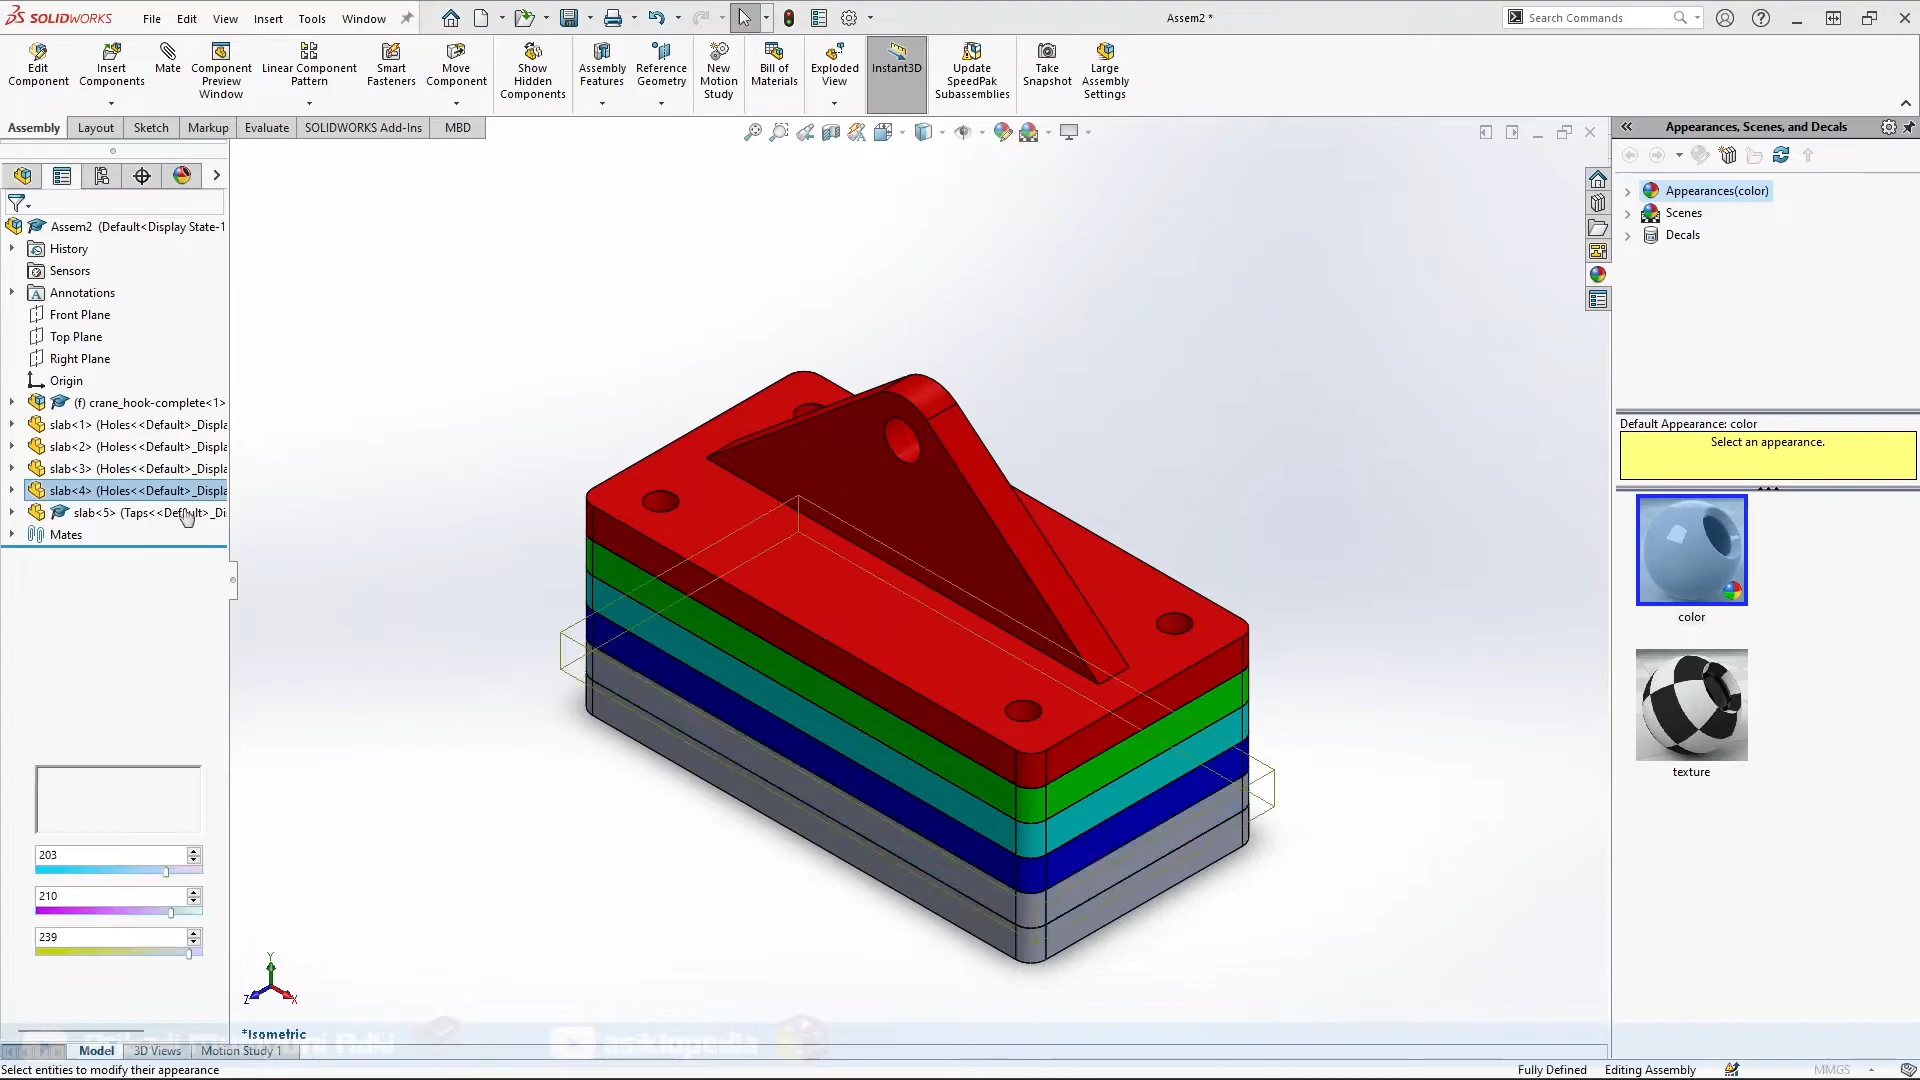 SOLIDWORKS
File Edit View Insert Tools Window
Assem2 *
Search Commands
Edit Component
Insert Components
Mate
Component Preview Window
Linear Component Pattern
Smart Fasteners
Move Component
Show Hidden Components
Assembly Features
Reference Geometry
New Motion Study
Bill of Materials
Exploded View
Instant3D
Update SpeedPak Subassemblies
Take Snapshot
Large Assembly Settings
Assembly Layout Sketch Markup Evaluate SOLIDWORKS Add-Ins MBD
Appearances, Scenes, and Decals
Assem2 (Default<Display State-1
History
Sensors
Annotations
Front Plane
Top Plane
Right Plane
Origin
(f) crane_hook-complete<1>
slab<1> (Holes<<Default>_Displa
slab<2> (Holes<<Default>_Displa
slab<3> (Holes<<Default>_Displa
slab<4> (Holes<<Default>_Displa
slab<5> (Taps<<Default>_Di
Mates
203
210
239
Y
Z
X
*Isometric
asiklopedia
Model 3D Views Motion Study 1
Appearances(color)
Scenes
Decals
Default Appearance: color
Select an appearance.
color
texture
Select entities to modify their appearance
Fully Defined Editing Assembly MMGS